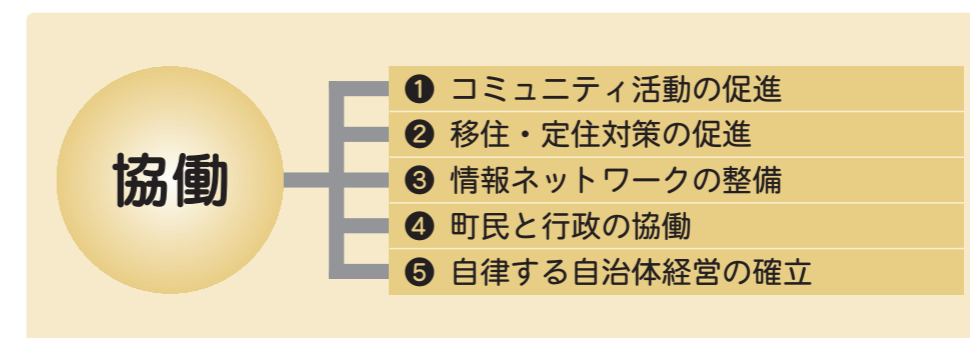 協働
❶ コミュニティ活動の促進
❷ 移住・定住対策の促進
❸ 情報ネットワークの整備
❹ 町民と行政の協働
❺ 自律する自治体経営の確立